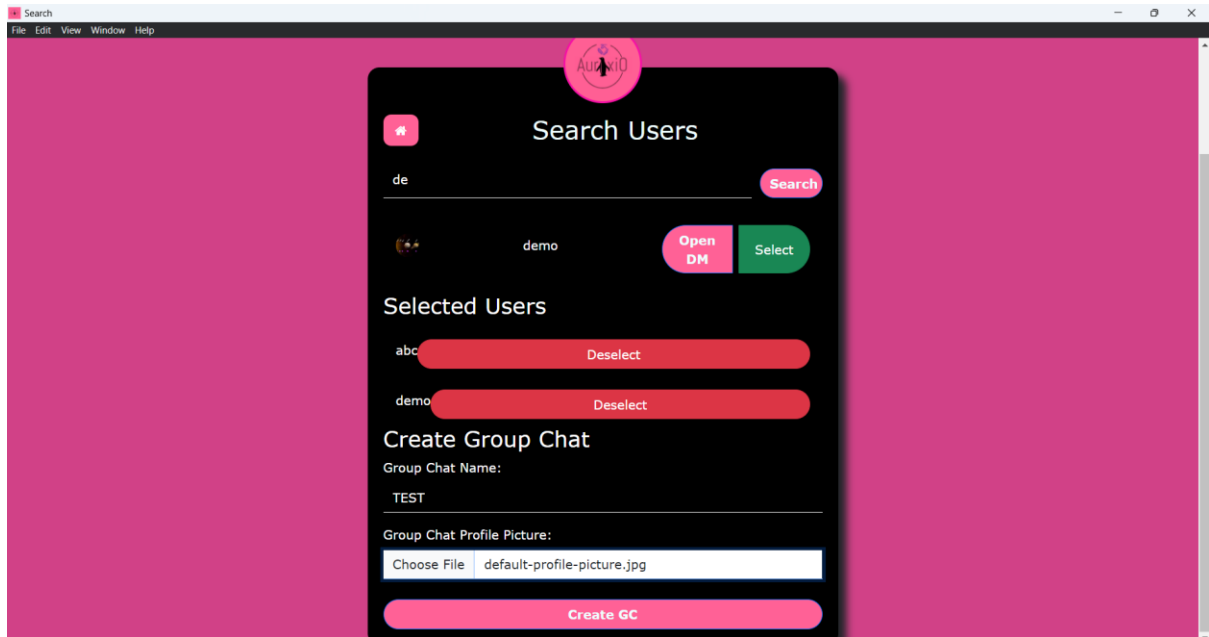 Search
File Edit View Window Help
AuraxiO
Search Users
de
Search
demo
Open
DM
Select
Selected Users
abc
Deselect
demo
Deselect
Create Group Chat
Group Chat Name:
TEST
Group Chat Profile Picture:
Choose File default-profile-picture.jpg
Create GC